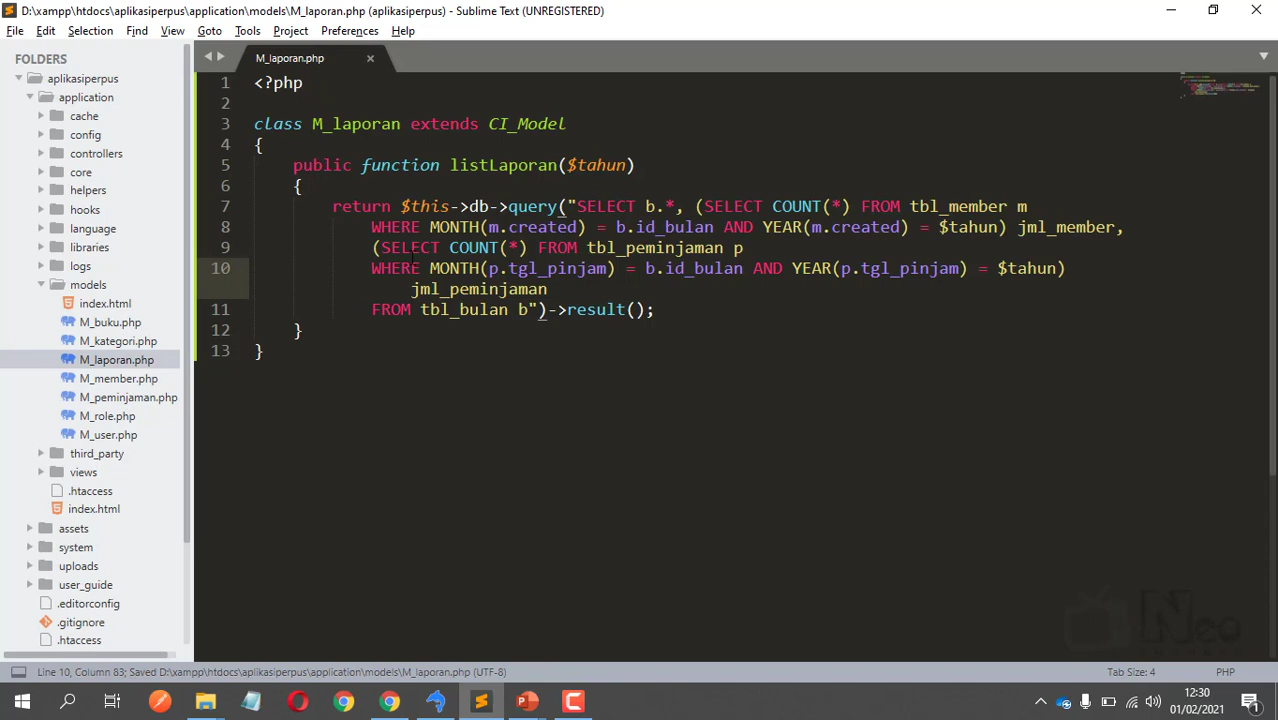 D:\xampp\htdocs\aplikasiperpus\application\models\M_laporan.php (aplikasiperpus) - Sublime Text (UNREGISTERED)
File Edit Selection Find View Goto Tools Project Preferences Help
FOLDERS
aplikasiperpus
application
cache
config
controllers
core
helpers
hooks
language
libraries
logs
models
index.html
M_buku.php
M_kategori.php
M_laporan.php
M_member.php
M_peminjaman.php
M_role.php
M_user.php
third_party
views
.htaccess
index.html
assets
system
uploads
user_guide
.editorconfig
.gitignore
.htaccess
M_laporan.php
1 <?php
2
3 class M_laporan extends CI_Model
4 {
5 public function listLaporan($tahun)
6 {
7 return $this->db->query("SELECT b.*, (SELECT COUNT(*) FROM tbl_member m
8 WHERE MONTH(m.created) = b.id_bulan AND YEAR(m.created) = $tahun) jml_member,
9 (SELECT COUNT(*) FROM tbl_peminjaman p
10 WHERE MONTH(p.tgl_pinjam) = b.id_bulan AND YEAR(p.tgl_pinjam) = $tahun)
jml_peminjaman
11 FROM tbl_bulan b")->result();
12 }
13 }
Neo
Line 10, Column 83; Saved D:\xampp\htdocs\aplikasiperpus\application\models\M_laporan.php (UTF-8)
Tab Size: 4
PHP
12:30
01/02/2021
1